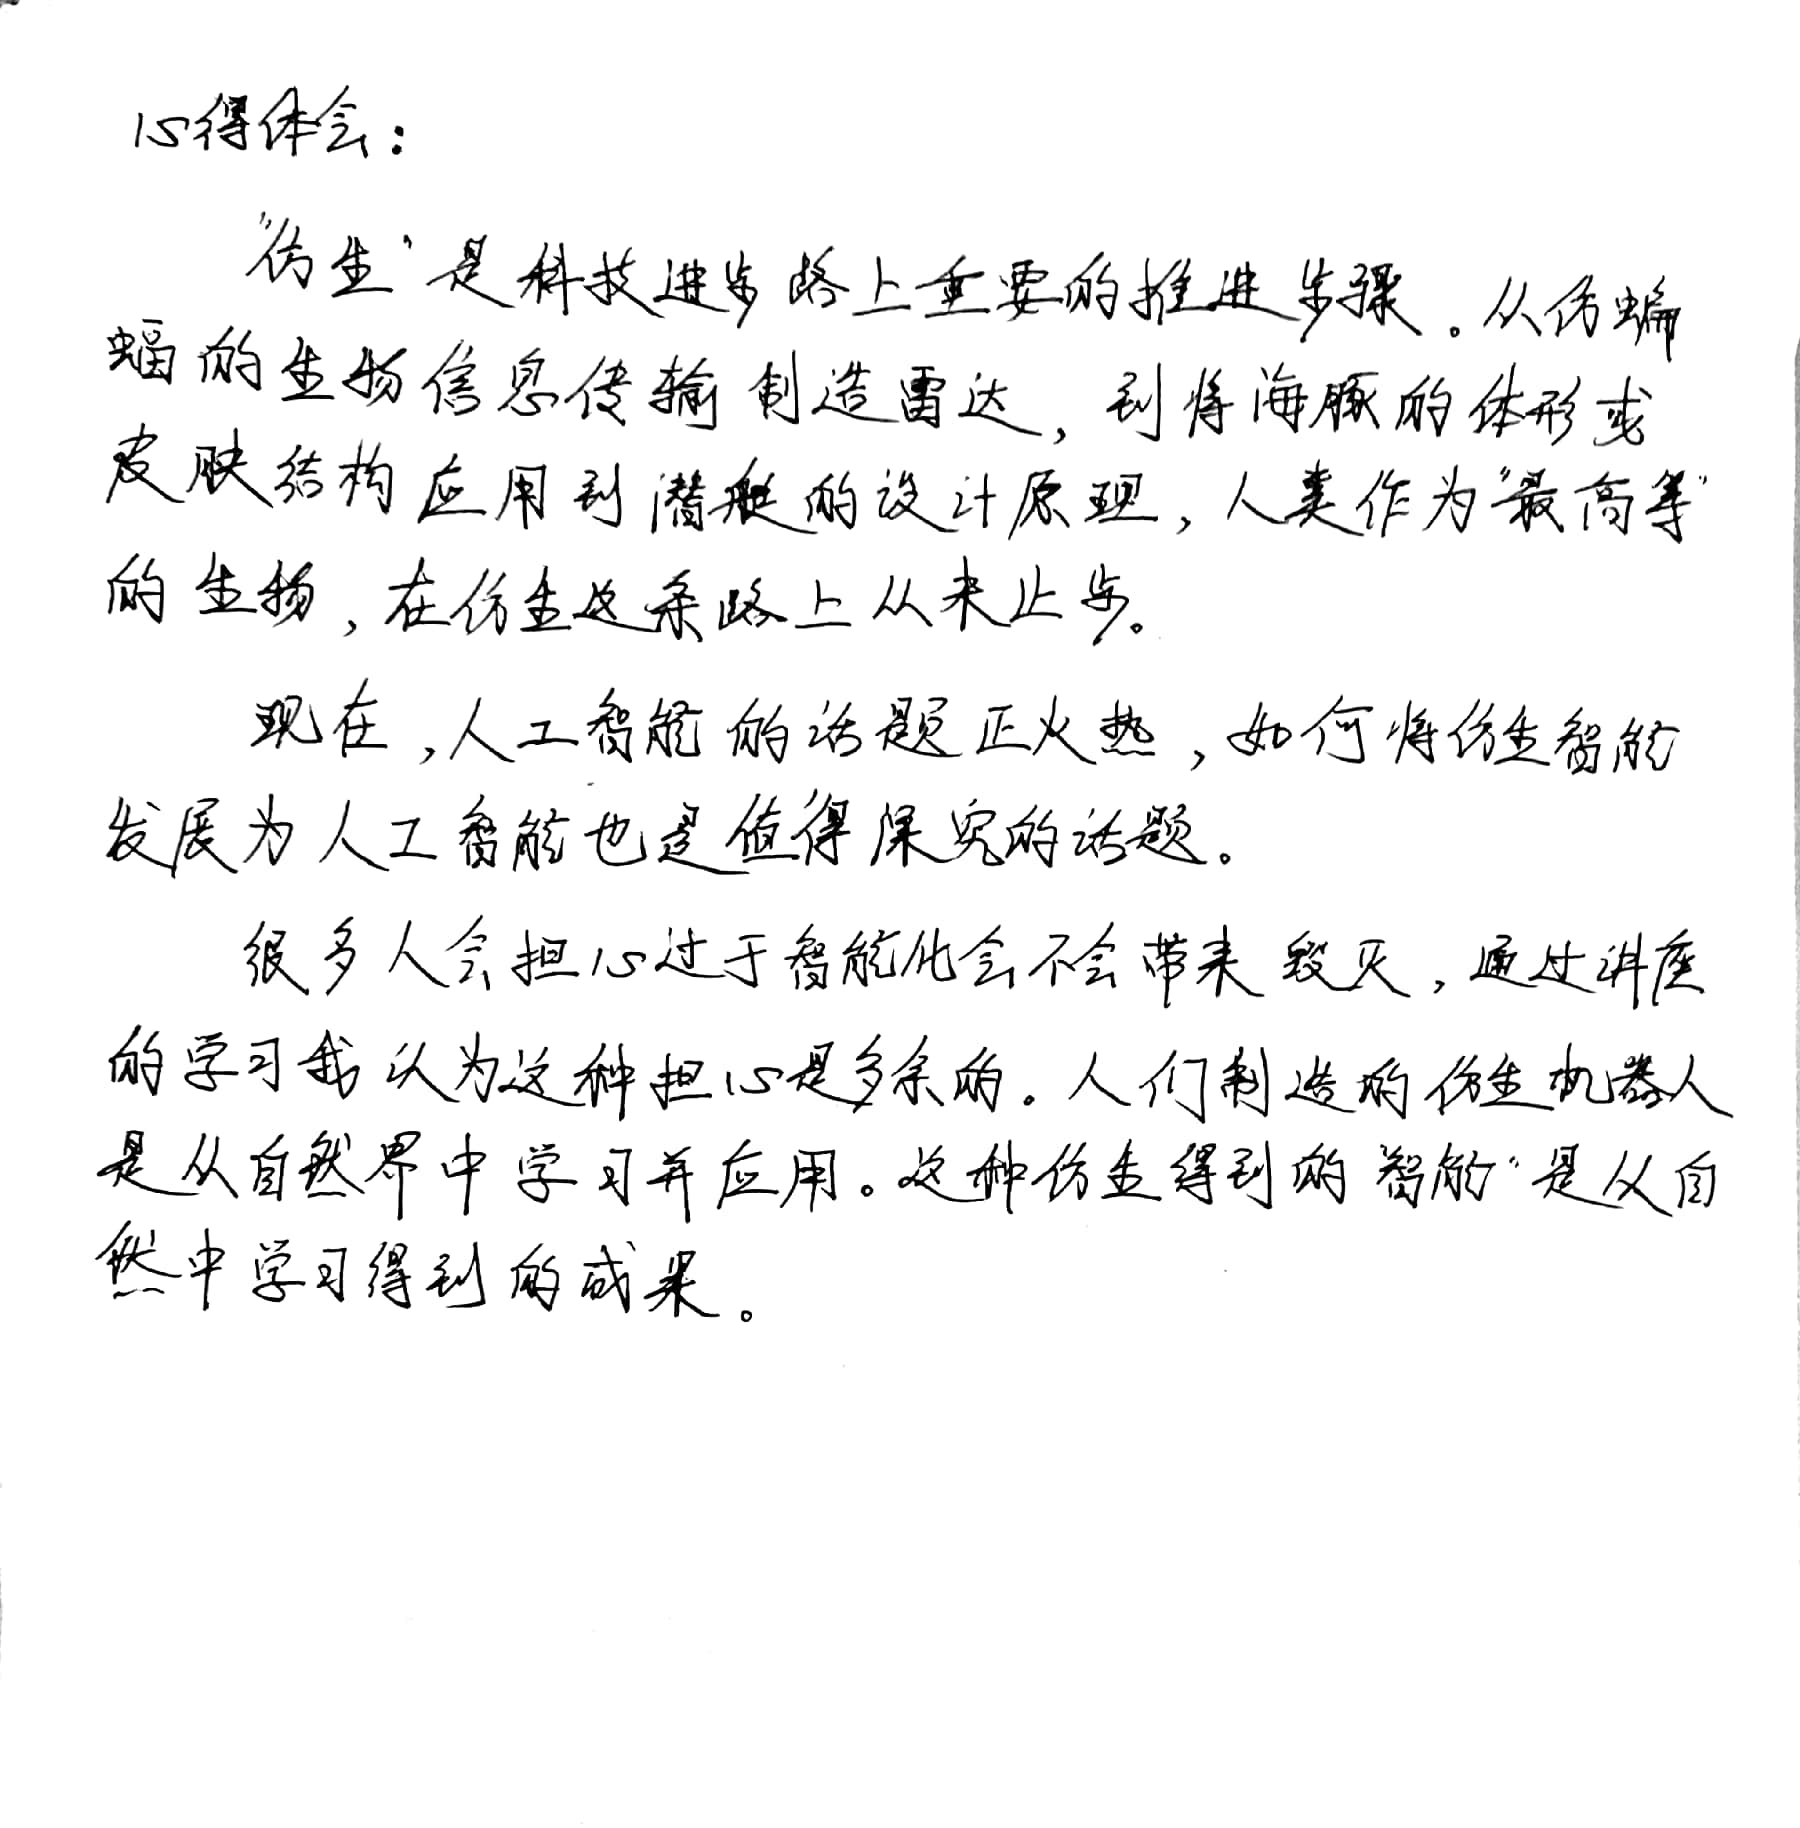 心得体会：
“仿生”是科技进步路上重要的推进步骤。从仿蝙
蝠的生物信息传输制造雷达，到将海豚的体形或
皮肤结构应用到潜艇的设计原理，人类作为“最高等”
的生物，在仿生这条路上从未止步。
现在，人工智能的话题正火热，如何将仿生智能
发展为人工智能也是值得深究的话题。
很多人会担心过于智能化会不会带来毁灭，通过讲座
的学习我认为这种担心是多余的。人们制造的仿生机器人
是从自然界中学习并应用。这种仿生得到的“智能”是从自
然中学习得到的成果。